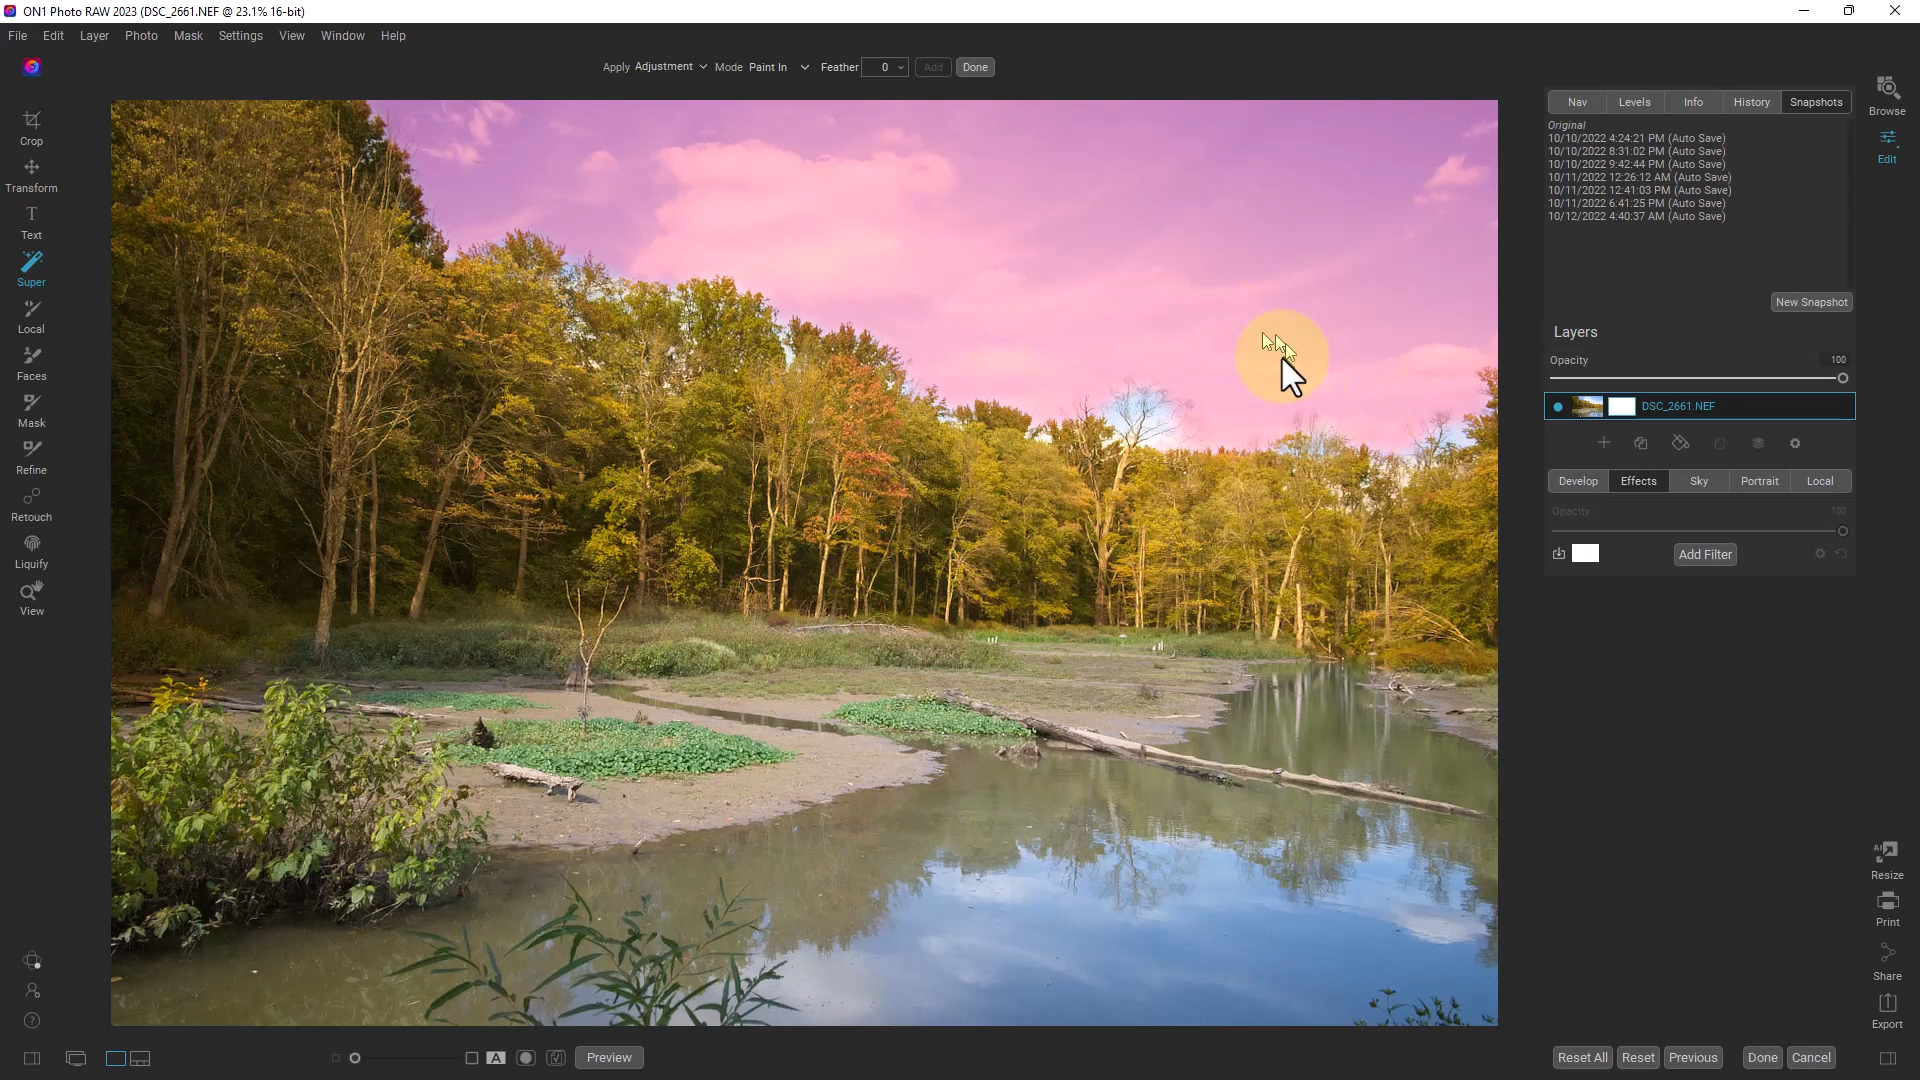 ON1 Photo RAW 2023 (DSC_2661.NEF @ 23.1% 16-bit)
File Edit Layer Photo Mask Settings View Window Help
Apply Adjustment Mode Paint In Feather 0 Add Done
Crop
Transform
T
Text
Super
Local
Faces
Mask
Refine
Retouch
Liquify
View
Nav Levels Info History Snapshots
Original
10/10/2022 4:24:21 PM (Auto Save)
10/10/2022 8:31:02 PM (Auto Save)
10/10/2022 9:42:44 PM (Auto Save)
10/11/2022 12:26:12 AM (Auto Save)
10/11/2022 12:41:03 PM (Auto Save)
10/11/2022 6:41:25 PM (Auto Save)
10/12/2022 4:40:37 AM (Auto Save)
New Snapshot
Layers
Opacity 100
DSC_2661.NEF
Develop Effects Sky Portrait Local
Opacity 100
Add Filter
Browse
Edit
AI
Resize
Print
Share
Export
?
A Preview
Reset All Reset Previous Done Cancel